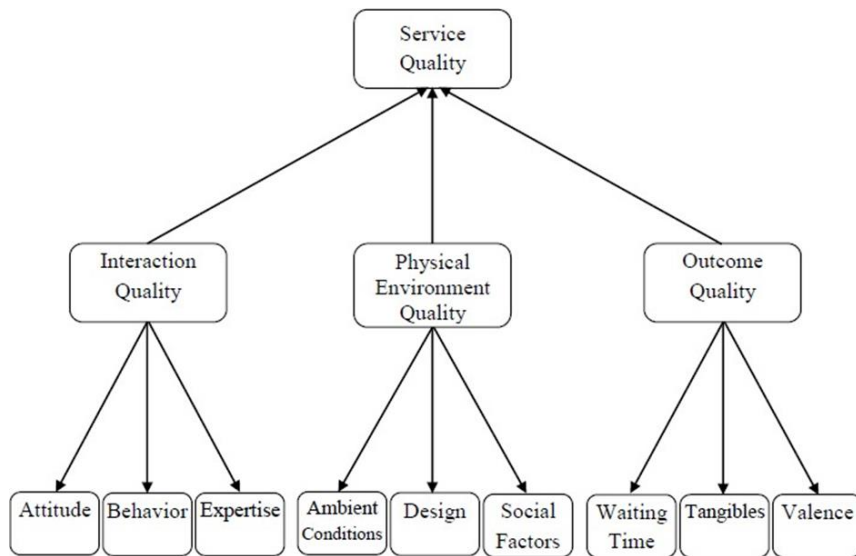 Service
Quality
Interaction
Quality
Physical
Environment
Quality
Outcome
Quality
Attitude
Behavior
Expertise
Ambient
Conditions
Design
Social
Factors
Waiting
Time
Tangibles
Valence